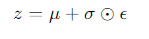 z = μ + σ ⊙ ϵ